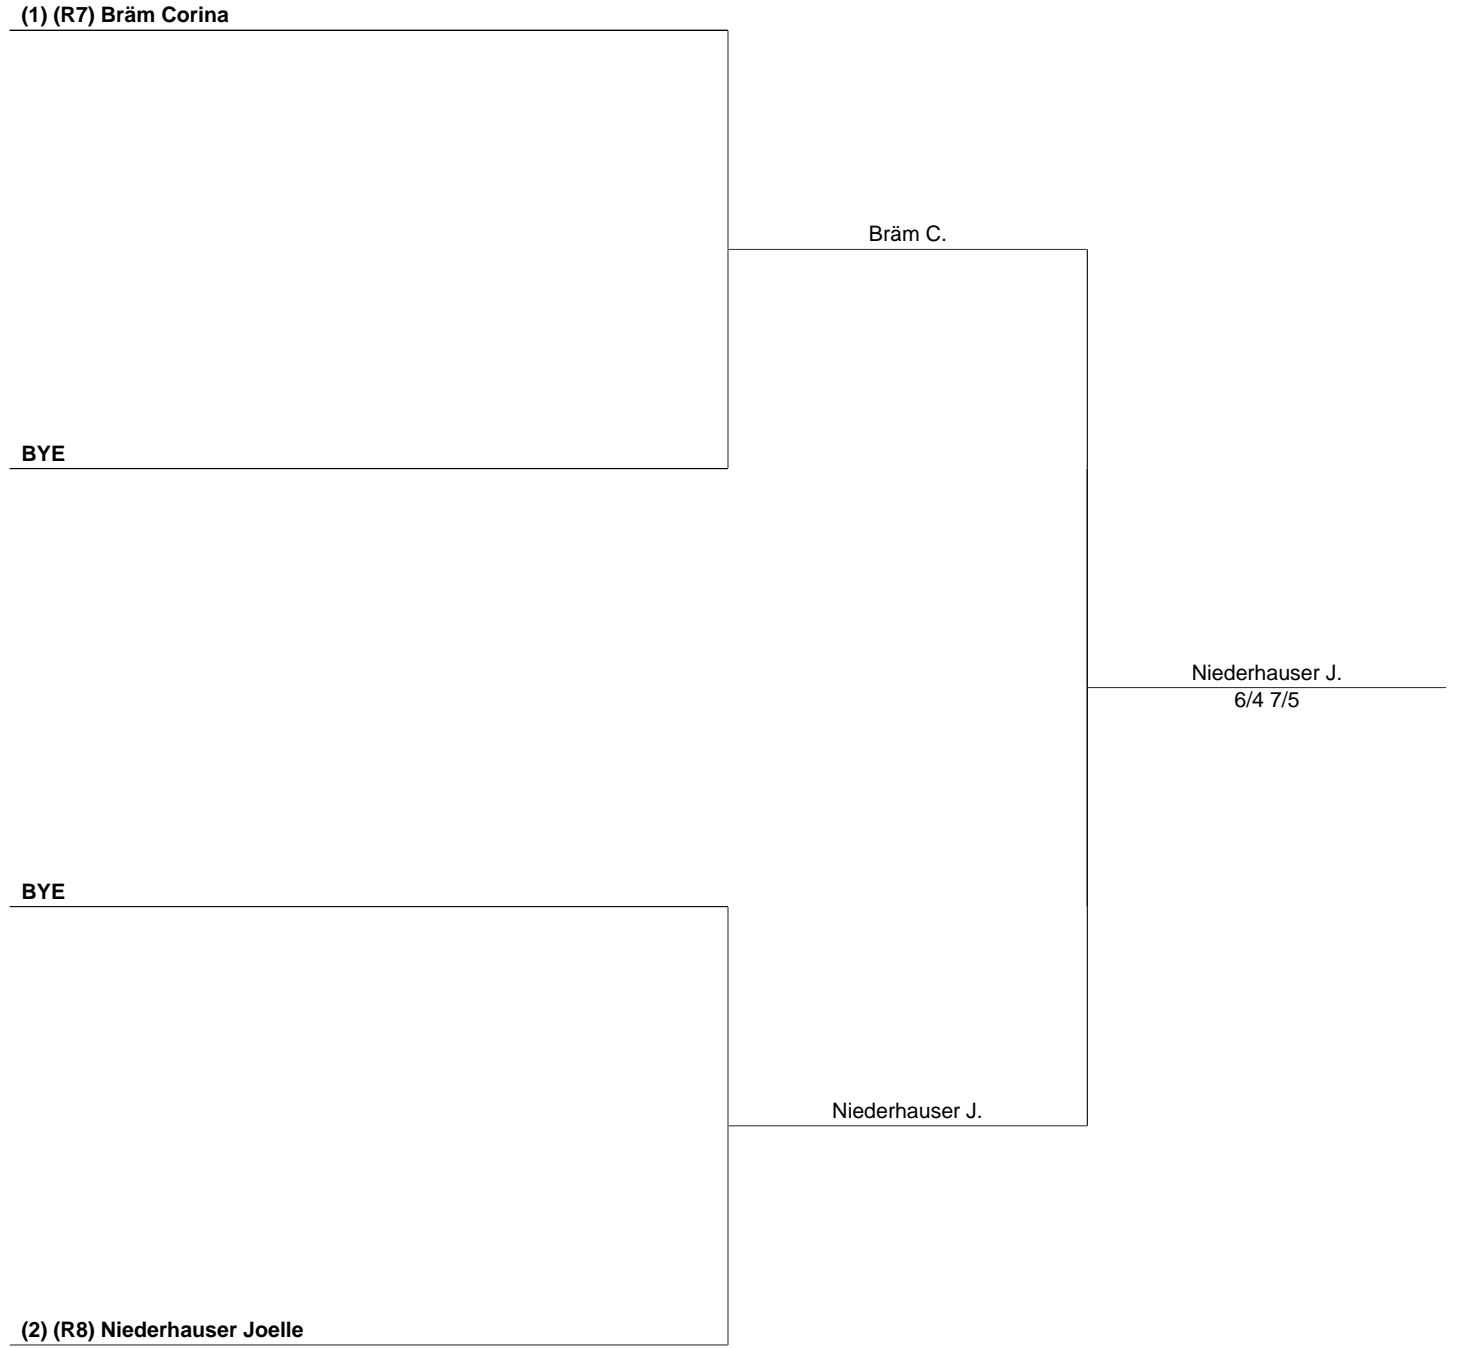 (1) (R7) Bräm Corina
Bräm C.
BYE
Niederhauser J.
6/4 7/5
BYE
Niederhauser J.
(2) (R8) Niederhauser Joelle